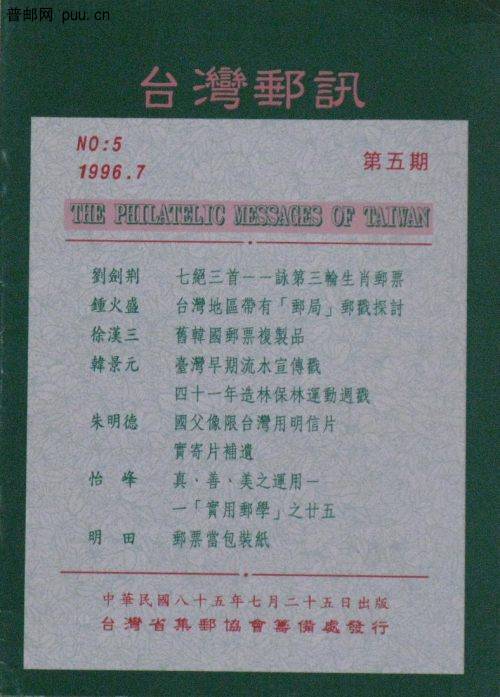 普邮网 puu.cn
台灣郵訊
NO:5
1996.7 第五期
THE PHILATELIC MESSAGES OF TAIWAN
劉劍荆 七絕三首——詠第三輪生肖郵票
鍾火盛 台灣地區帶有「郵局」郵戳探討
徐漢三 舊韓國郵票複製品
韓景元 臺灣早期流水宣傳戳
四十一年造林保林運動週戳
朱明德 國父像限台灣用明信片
實寄片補遺
怡峰 真、善、美之運用—
—「實用郵學」之廿五
明田 郵票當包裝紙
中華民國八十五年七月二十五日出版
台灣省集郵協會籌備處發行